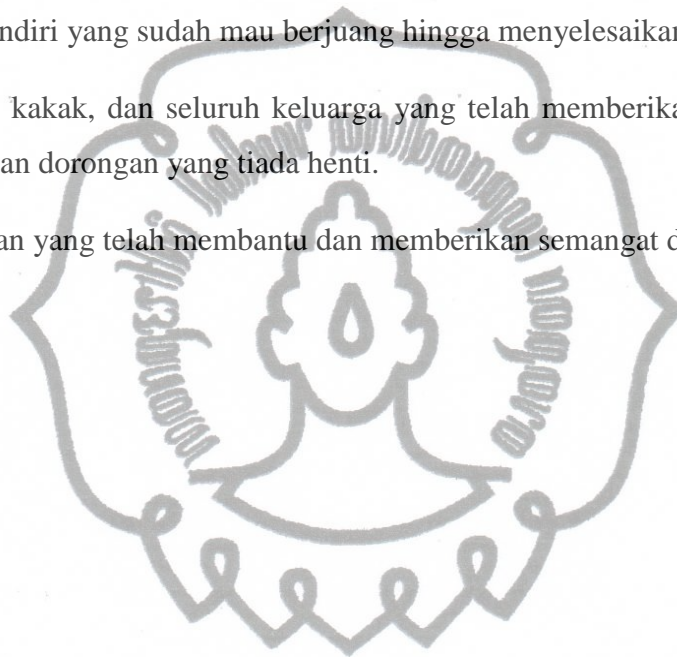 ndiri yang sudah mau berjuang hingga menyelesaikan
kakak, dan seluruh keluarga yang telah memberika
an dorongan yang tiada henti.
an yang telah membantu dan memberikan semangat d